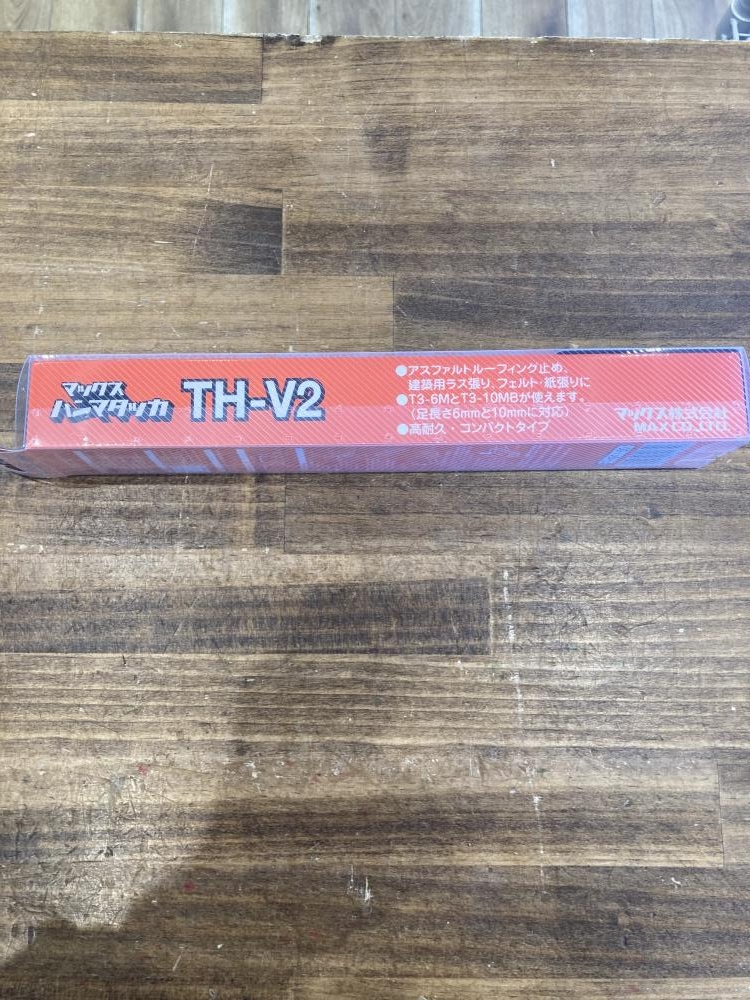 マックス
ハンマタッカ TH-V2
●アスファルトルーフィング止め、
建築用ラス張り、フェルト・紙張りに
●T3-6MとT3-10MBが使えます。
（足長さ6mmと10mmに対応）
●高耐久・コンパクトタイプ
マックス株式会社
MAX CO.,LTD.